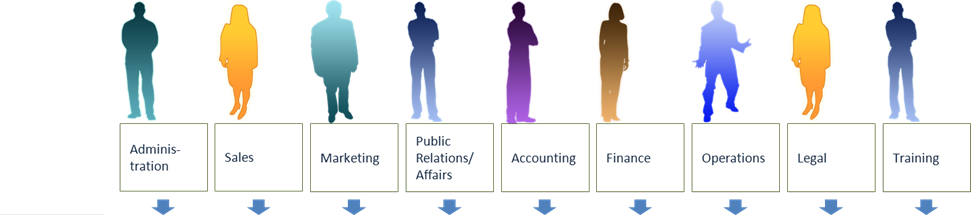 Adminis-
tration
Sales
Marketing
Public
Relations/
Affairs
Accounting
Finance
Operations
Legal
Training